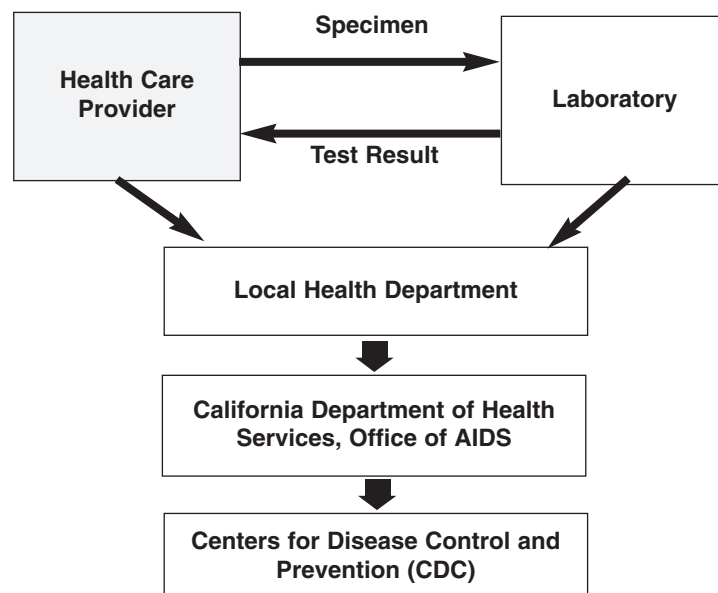 Specimen
Health Care
Provider
Laboratory
Test Result
Local Health Department
California Department of Health
Services, Office of AIDS
Centers for Disease Control and
Prevention (CDC)